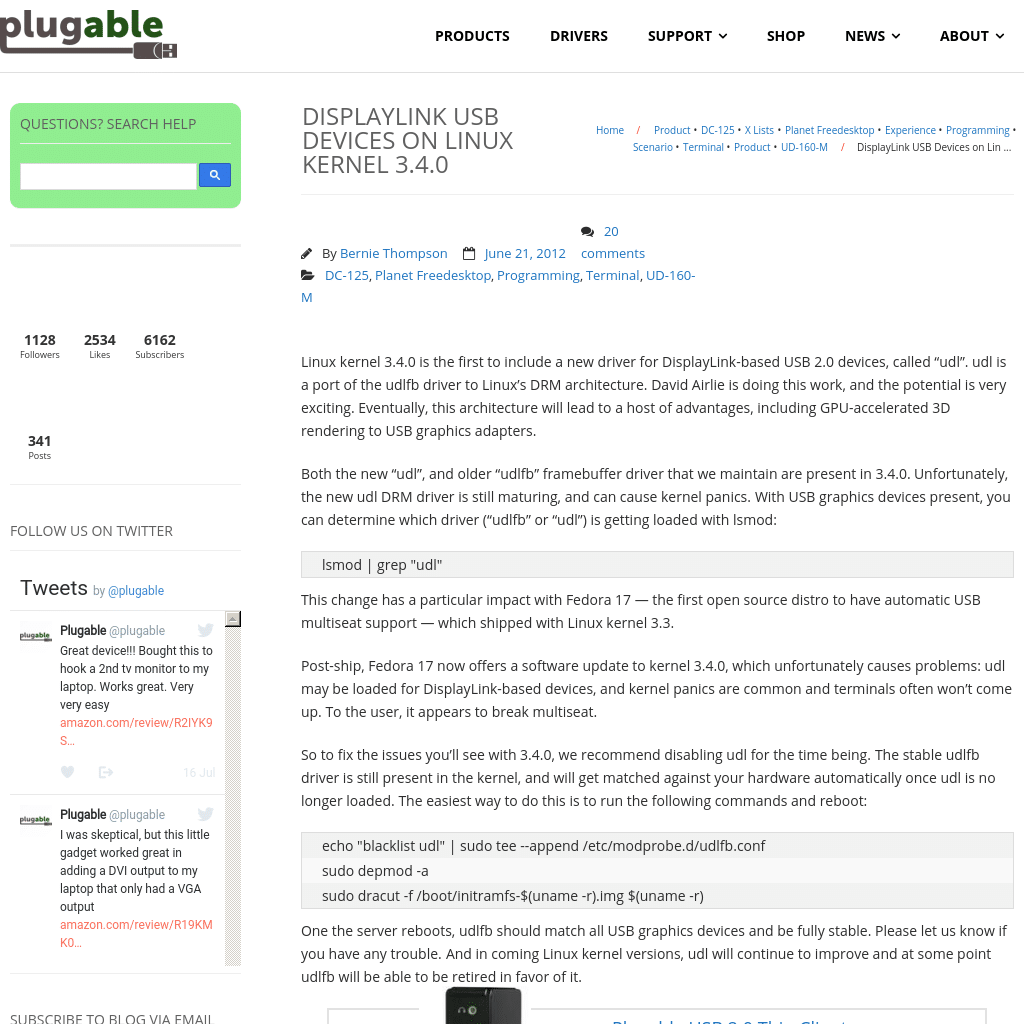 plugable
PRODUCTS DRIVERS SUPPORT SHOP NEWS ABOUT
QUESTIONS? SEARCH HELP
1128 2534 6162
Followers Likes Subscribers
341
Posts
FOLLOW US ON TWITTER
Tweets by @plugable
plugable
Plugable @plugable
Great device!!! Bought this to
hook a 2nd tv monitor to my
laptop. Works great. Very
very easy
amazon.com/review/R2IYK9
S…
16 Jul
plugable
Plugable @plugable
I was skeptical, but this little
gadget worked great in
adding a DVI output to my
laptop that only had a VGA
output
amazon.com/review/R19KM
K0…
SUBSCRIBE TO BLOG VIA EMAIL
DISPLAYLINK USB
DEVICES ON LINUX
KERNEL 3.4.0
Home / Product • DC-125 • X Lists • Planet Freedesktop • Experience • Programming •
Scenario • Terminal • Product • UD-160-M / DisplayLink USB Devices on Lin ...
By Bernie Thompson June 21, 2012 20
comments
DC-125, Planet Freedesktop, Programming, Terminal, UD-160-
M
Linux kernel 3.4.0 is the first to include a new driver for DisplayLink-based USB 2.0 devices, called “udl”. udl is
a port of the udlfb driver to Linux’s DRM architecture. David Airlie is doing this work, and the potential is very
exciting. Eventually, this architecture will lead to a host of advantages, including GPU-accelerated 3D
rendering to USB graphics adapters.
Both the new “udl”, and older “udlfb” framebuffer driver that we maintain are present in 3.4.0. Unfortunately,
the new udl DRM driver is still maturing, and can cause kernel panics. With USB graphics devices present, you
can determine which driver (“udlfb” or “udl”) is getting loaded with lsmod:
lsmod | grep "udl"
This change has a particular impact with Fedora 17 — the first open source distro to have automatic USB
multiseat support — which shipped with Linux kernel 3.3.
Post-ship, Fedora 17 now offers a software update to kernel 3.4.0, which unfortunately causes problems: udl
may be loaded for DisplayLink-based devices, and kernel panics are common and terminals often won’t come
up. To the user, it appears to break multiseat.
So to fix the issues you’ll see with 3.4.0, we recommend disabling udl for the time being. The stable udlfb
driver is still present in the kernel, and will get matched against your hardware automatically once udl is no
longer loaded. The easiest way to do this is to run the following commands and reboot:
echo "blacklist udl" | sudo tee --append /etc/modprobe.d/udlfb.conf
sudo depmod -a
sudo dracut -f /boot/initramfs-$(uname -r).img $(uname -r)
One the server reboots, udlfb should match all USB graphics devices and be fully stable. Please let us know if
you have any trouble. And in coming Linux kernel versions, udl will continue to improve and at some point
udlfb will be able to be retired in favor of it.
Plugable USB 2.0 Thin Client